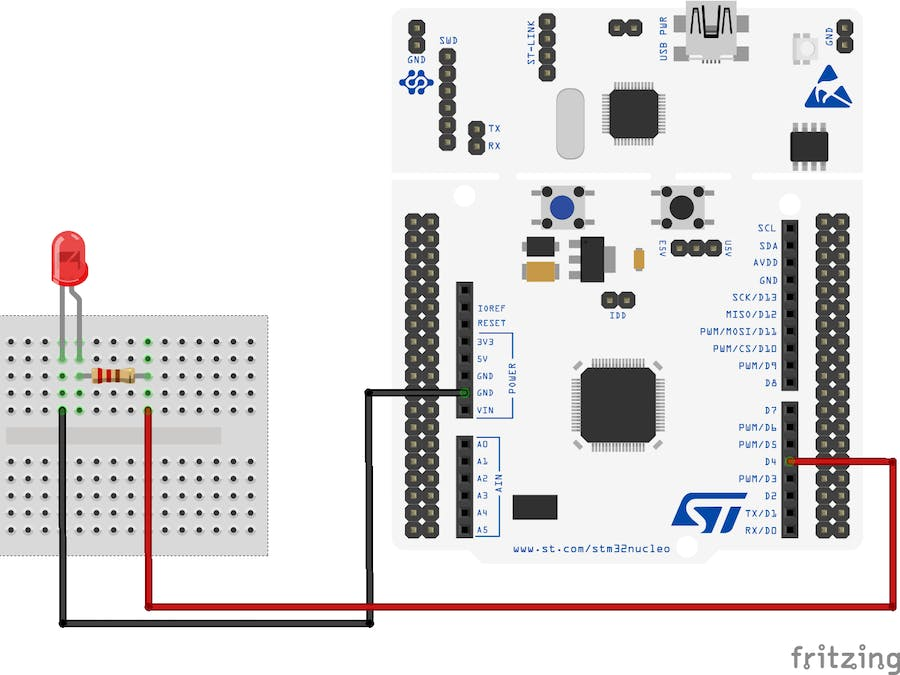 GND
SWD
TX
RX
ST-LINK
USB PWR
GND
E5V
U5V
IDD
IOREF
RESET
3V3
5V
GND
GND
VIN
POWER
A0
A1
A2
A3
A4
A5
AIN
SCL
SDA
AVDD
GND
SCK/D13
MISO/D12
PWM/MOSI/D11
PWM/CS/D10
PWM/D9
D8
D7
PWM/D6
PWM/D5
D4
PWM/D3
D2
TX/D1
RX/D0
ST
www.st.com/stm32nucleo
fritzing